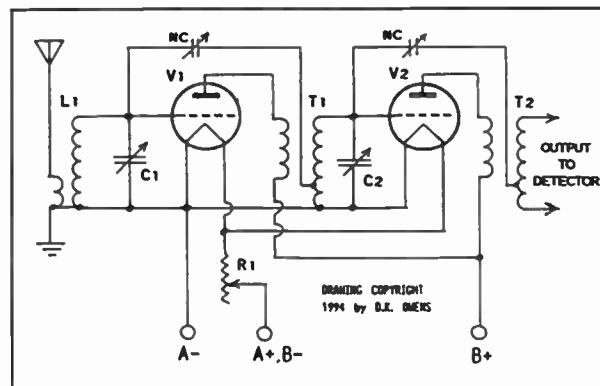 NC
NC
V1
V2
L1
T1
T2
C1
C2
OUTPUT
TO
DETECTOR
R1
DRAWING COPYRIGHT
1994 by D.K. OWENS
A-
A+,B-
B+